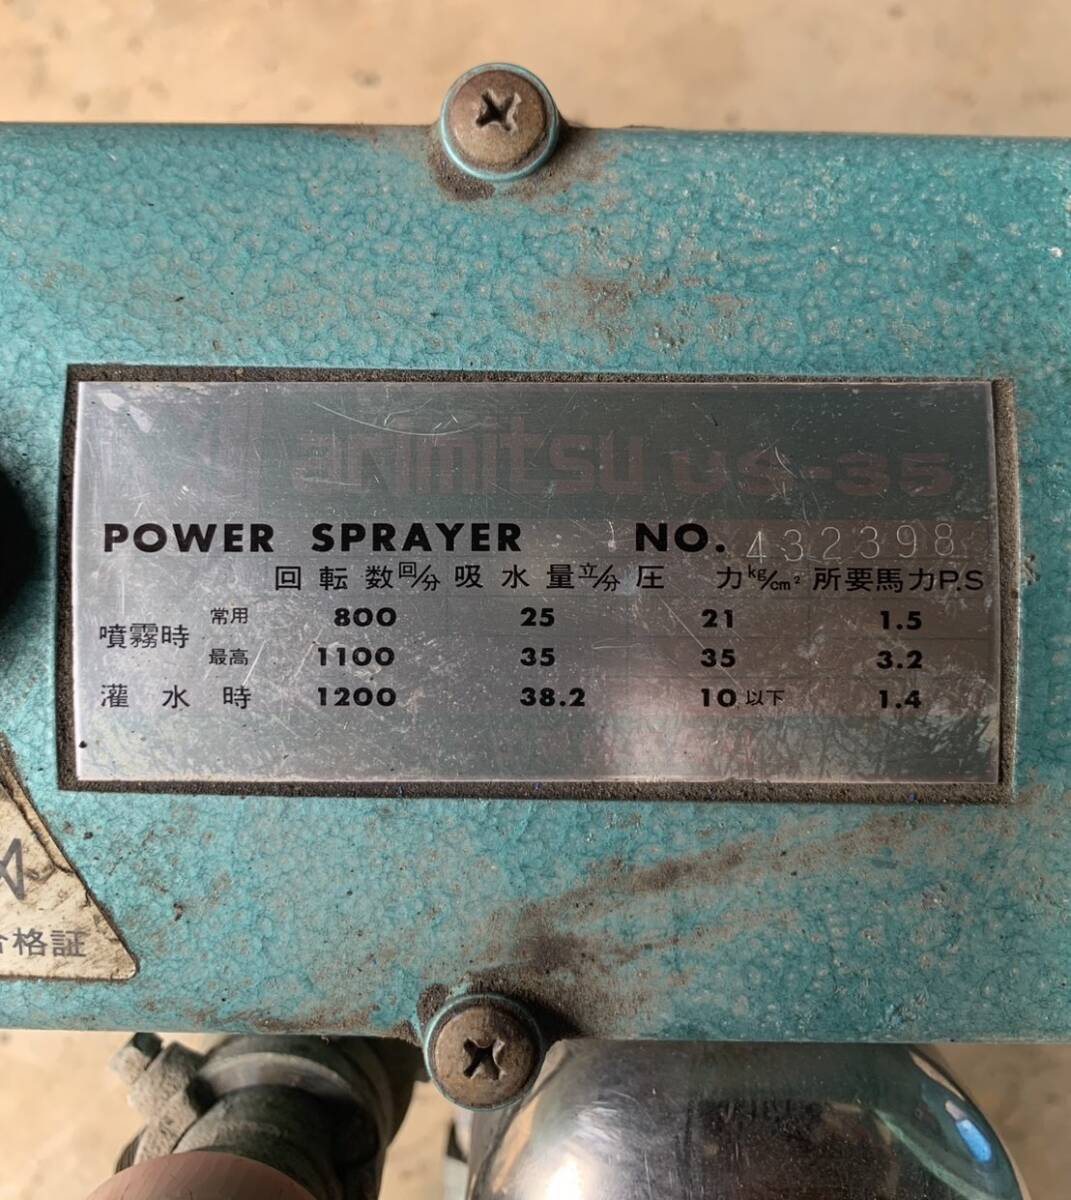 arimitsu US-35
POWER SPRAYER NO. 432398
回転数回/分 吸水量立/分 圧力kg/cm² 所要馬力P.S
噴霧時 常用 800 25 21 1.5
最高 1100 35 35 3.2
灌水時 1200 38.2 10以下 1.4
合格証